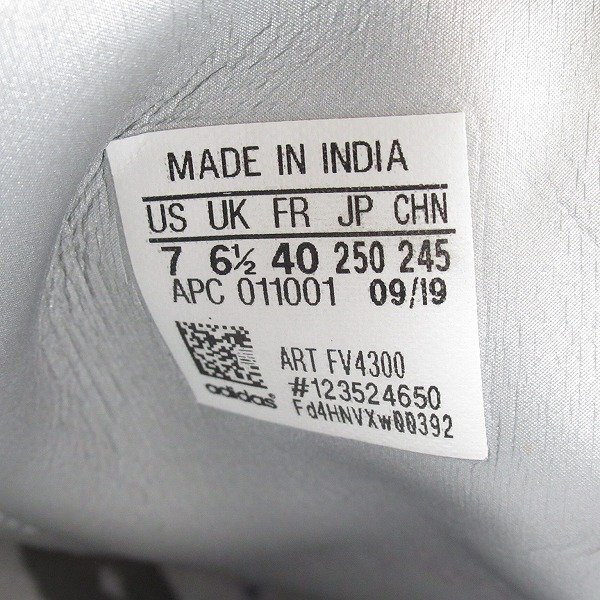 MADE IN INDIA
US UK FR JP CHN
7 6½ 40 250 245
APC 011001 09/19
ART FV4300
#123524650
Fd4HNVXw00392
adidas